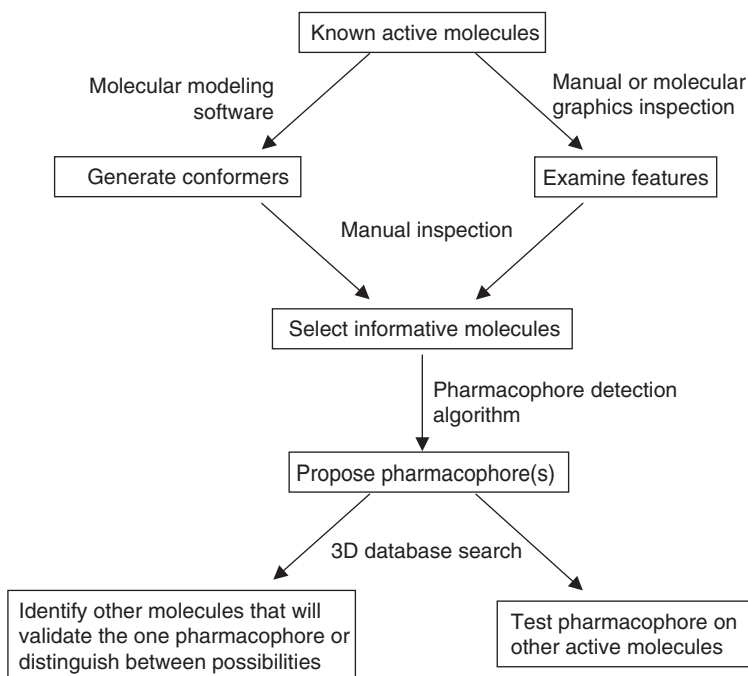 Known active molecules
Molecular modeling
software
Manual or molecular
graphics inspection
Generate conformers
Examine features
Manual inspection
Select informative molecules
Pharmacophore detection
algorithm
Propose pharmacophore(s)
3D database search
Identify other molecules that will
validate the one pharmacophore or
distinguish between possibilities
Test pharmacophore on
other active molecules